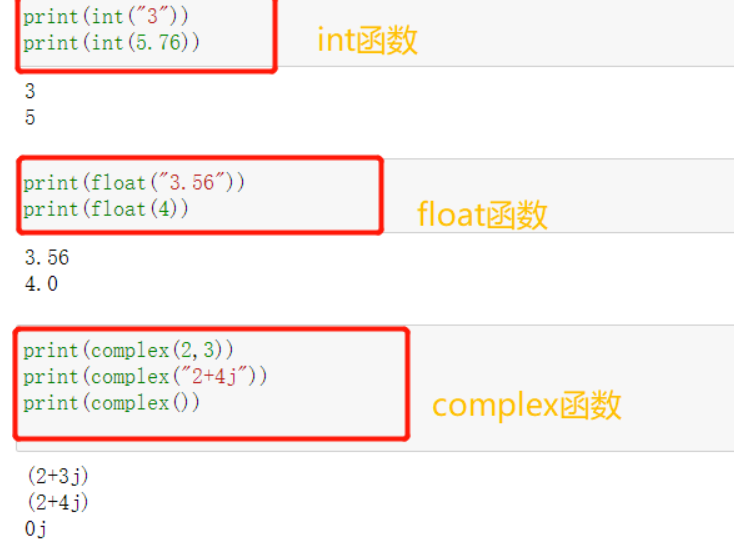 print(int("3"))
print(int(5.76))
int函数
3
5
print(float("3.56"))
print(float(4))
float函数
3.56
4.0
print(complex(2,3))
print(complex("2+4j"))
print(complex())
complex函数
(2+3j)
(2+4j)
0j